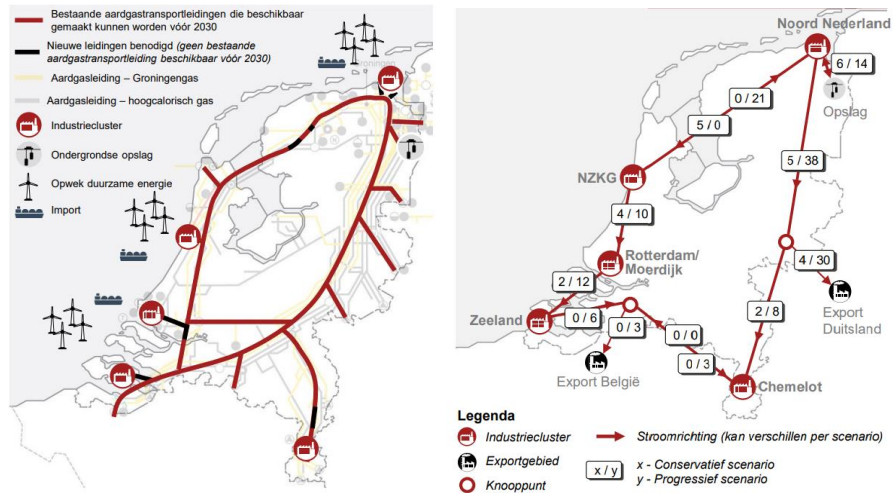 Bestaande aardgastransportleidingen die beschikbaar
gemaakt kunnen worden vóór 2030
Nieuwe leidingen benodigd (geen bestaande
aardgastransportleiding beschikbaar vóór 2030)
Aardgasleiding – Groningengas
Aardgasleiding – hoogcalorisch gas
Industriecluster
Ondergrondse opslag
Opwek duurzame energie
Import
Noord Nederland
6 / 14
Opslag
0 / 21
5 / 0
5 / 38
NZKG
4 / 10
Rotterdam/
Moerdijk
4 / 30
2 / 12
Zeeland
0 / 6
0 / 3
0 / 0
2 / 8
Export
Duitsland
Export België
0 / 3
Chemelot
Legenda
Industriecluster
Stroomrichting (kan verschillen per scenario)
Exportgebied
Knooppunt
x / y
x - Conservatief scenario
y - Progressief scenario